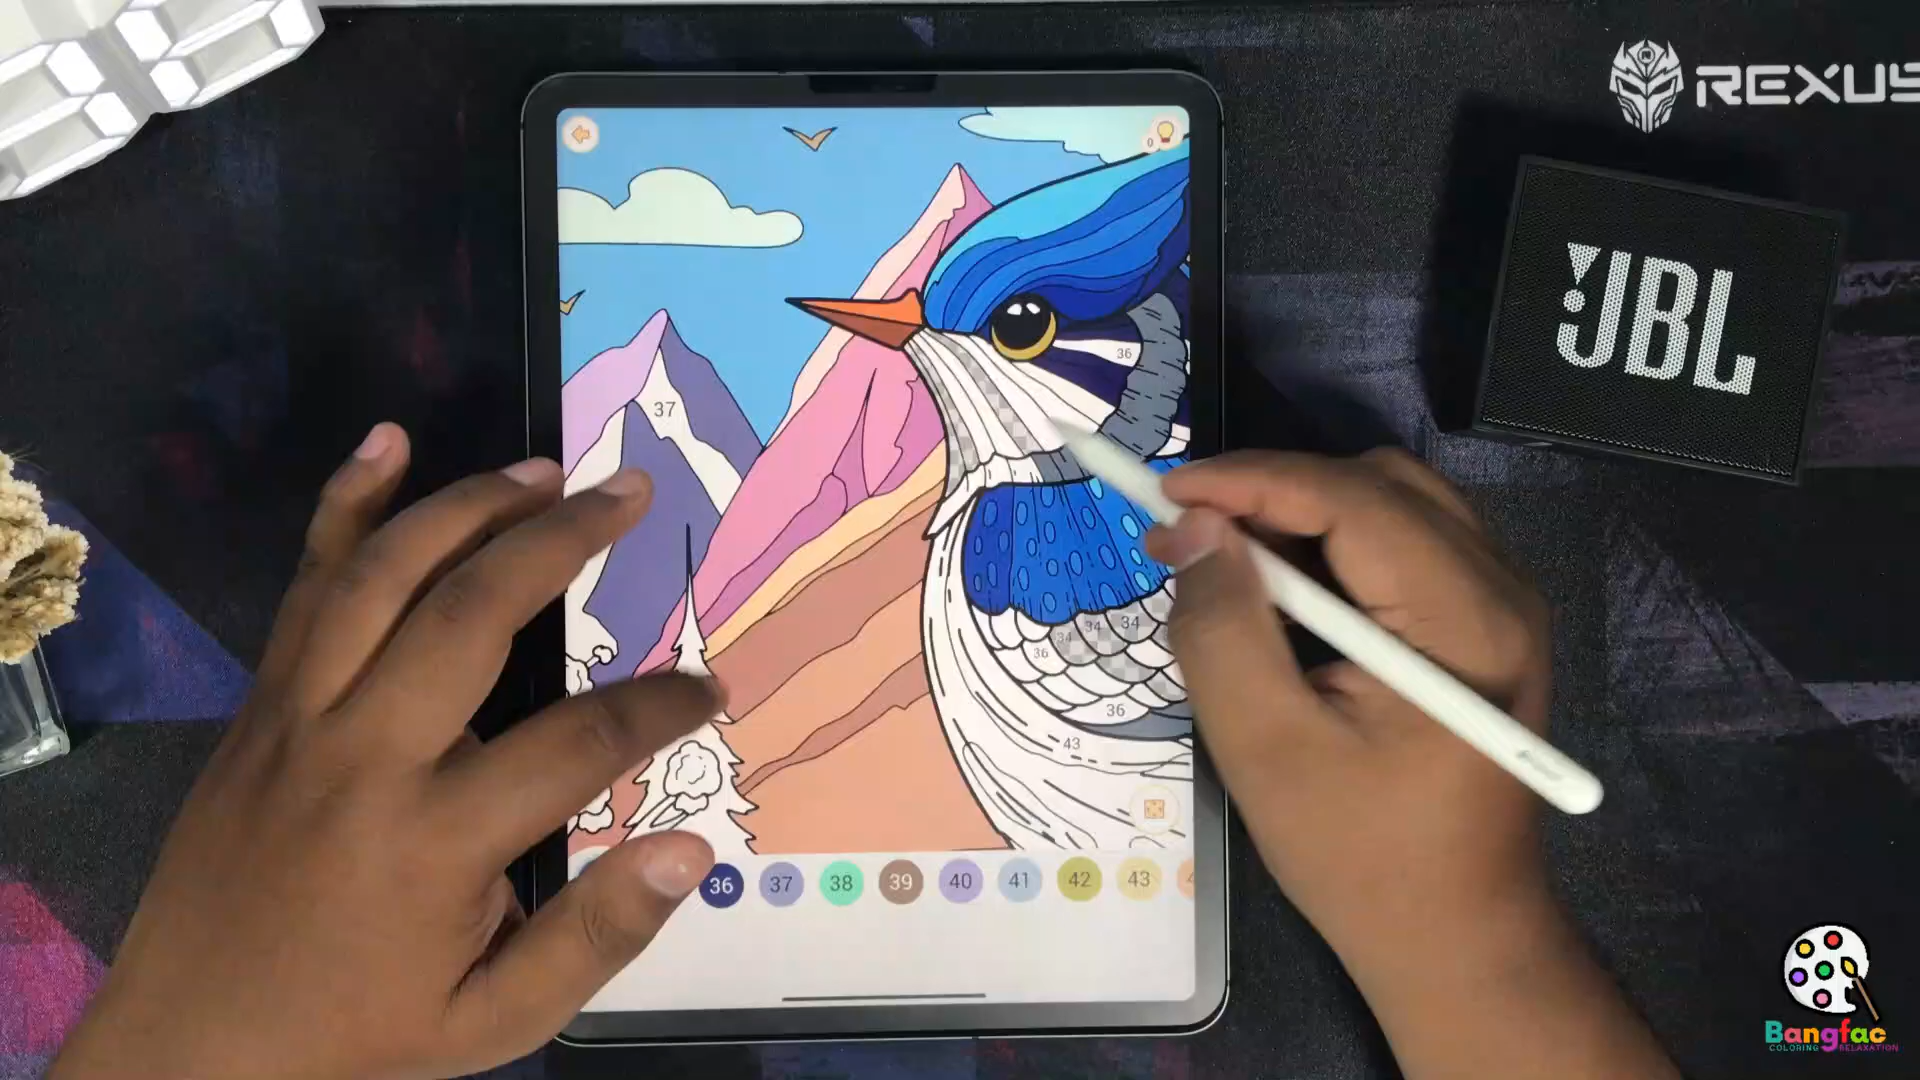 REXUS
JBL
0
36
37
34
34
34
36
36
43
36 37 38 39 40 41 42 43
Bangfac
COLORING RELAXATION